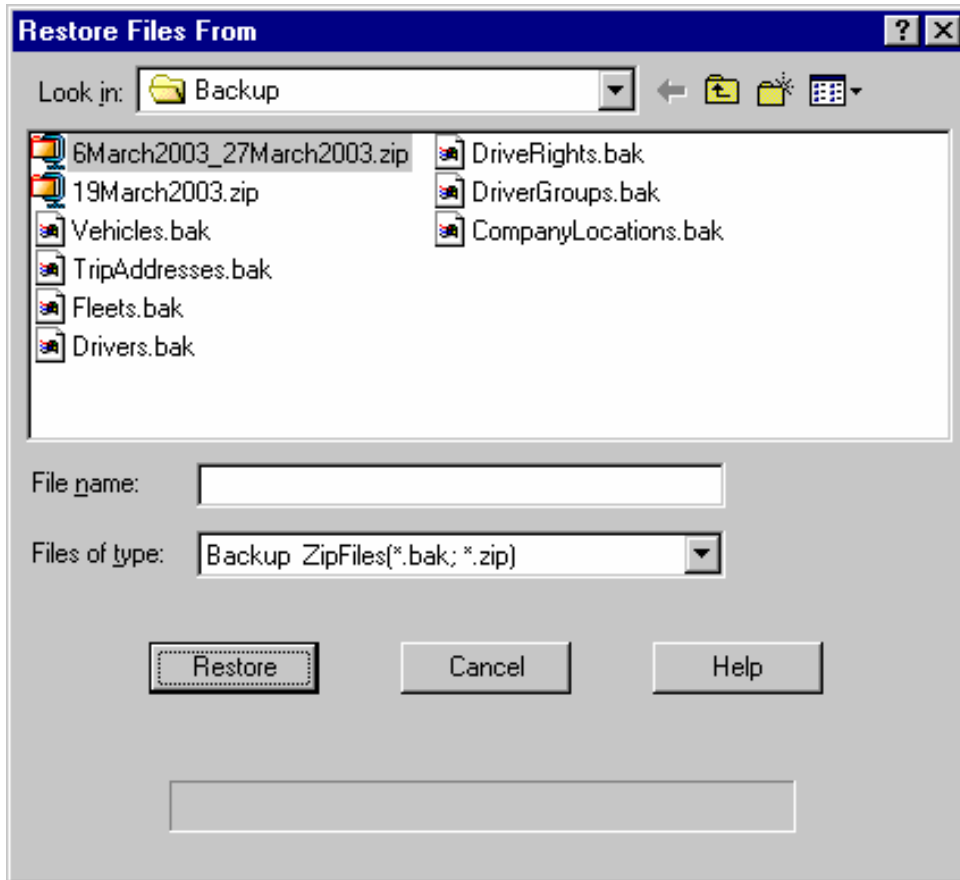 Restore Files From
Look in: Backup
6March2003_27March2003.zip
19March2003.zip
Vehicles.bak
TripAddresses.bak
Fleets.bak
Drivers.bak
DriveRights.bak
DriverGroups.bak
CompanyLocations.bak
File name:
Files of type: Backup ZipFiles(*.bak; *.zip)
Restore Cancel Help